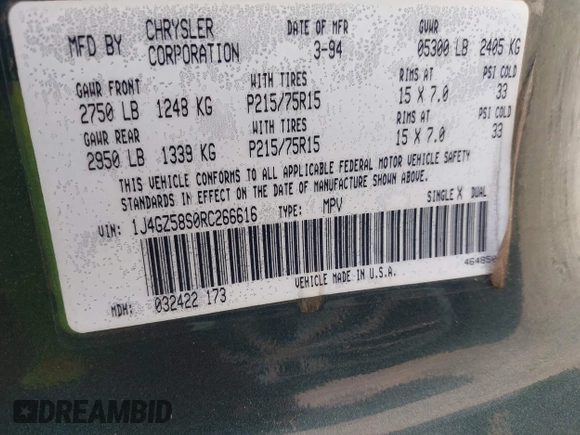 MFD BY CHRYSLER CORPORATION DATE OF MFR 3-94 GVWR 05300 LB 2405 KG
GAWR FRONT WITH TIRES RIMS AT PSI COLD
2750 LB 1248 KG P215/75R15 15 X 7.0 33
GAWR REAR WITH TIRES RIMS AT PSI COLD
2950 LB 1339 KG P215/75R15 15 X 7.0 33
THIS VEHICLE CONFORMS TO ALL APPLICABLE FEDERAL MOTOR VEHICLE SAFETY
STANDARDS IN EFFECT ON THE DATE OF MANUFACTURE SHOWN ABOVE.
VIN: 1J4GZ58S0RC266616 TYPE: MPV SINGLE X DUAL
VEHICLE MADE IN U.S.A.
MDH: 032422 173
DREAMBID